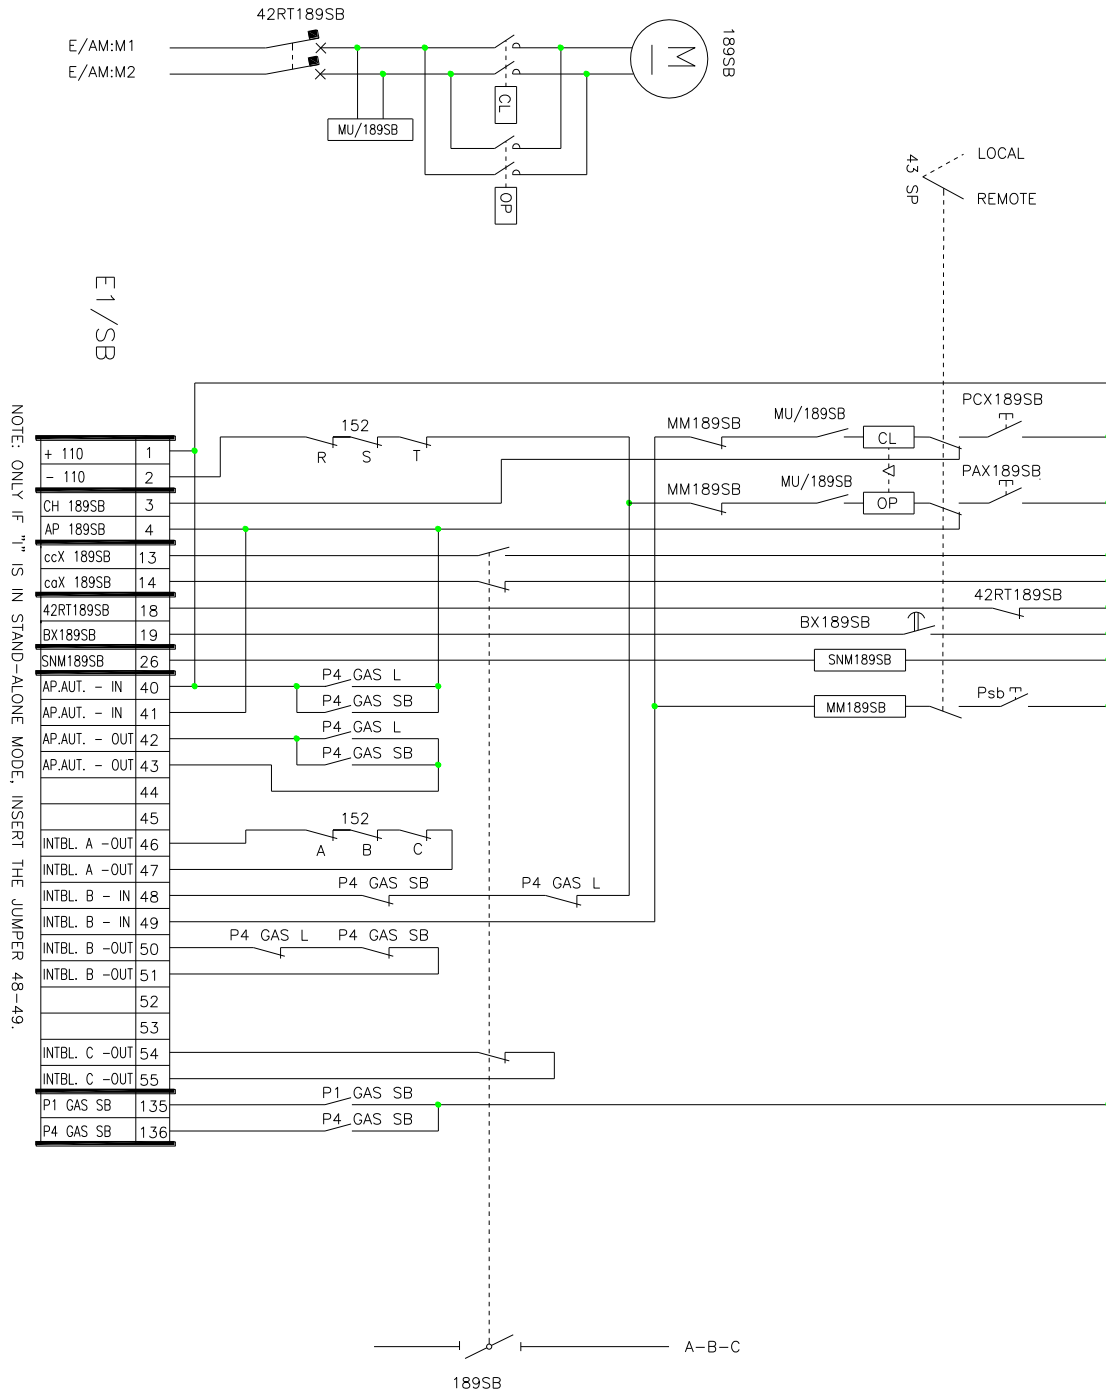 42RT189SB
E/AM:M1
E/AM:M2
M
189SB
MU/189SB
CL
OP
43 SP
LOCAL
REMOTE
E1/SB
NOTE: ONLY IF "I" IS IN STAND-ALONE MODE, INSERT THE JUMPER 48-49.
PCX189SB
152
R S T
MM189SB
MU/189SB
CL
E
+ 110 1
- 110 2
PAX189SB
E
MM189SB
MU/189SB
OP
CH 189SB 3
AP 189SB 4
ccX 189SB 13
caX 189SB 14
42RT189SB 18
42RT189SB
BX189SB 19
BX189SB
SNM189SB 26
SNM189SB
AP.AUT. - IN 40
P4 GAS L
AP.AUT. - IN 41
P4 GAS SB
MM189SB
Psb E
AP.AUT. - OUT 42
P4 GAS L
AP.AUT. - OUT 43
P4 GAS SB
44
45
152
A B C
INTBL. A -OUT 46
INTBL. A -OUT 47
INTBL. B - IN 48
P4 GAS SB
P4 GAS L
INTBL. B - IN 49
INTBL. B -OUT 50
P4 GAS L
P4 GAS SB
INTBL. B -OUT 51
52
53
INTBL. C -OUT 54
INTBL. C -OUT 55
P1 GAS SB 135
P1 GAS SB
P4 GAS SB 136
P4 GAS SB
A-B-C
189SB